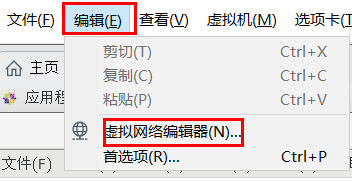 文件(F) 编辑(E) 查看(V) 虚拟机(M) 选项卡(T)
主页 剪切(T) Ctrl+X
复制(C) Ctrl+C
应用程 粘贴(P) Ctrl+V
虚拟网络编辑器(N)...
文件(F) 首选项(R)... Ctrl+P